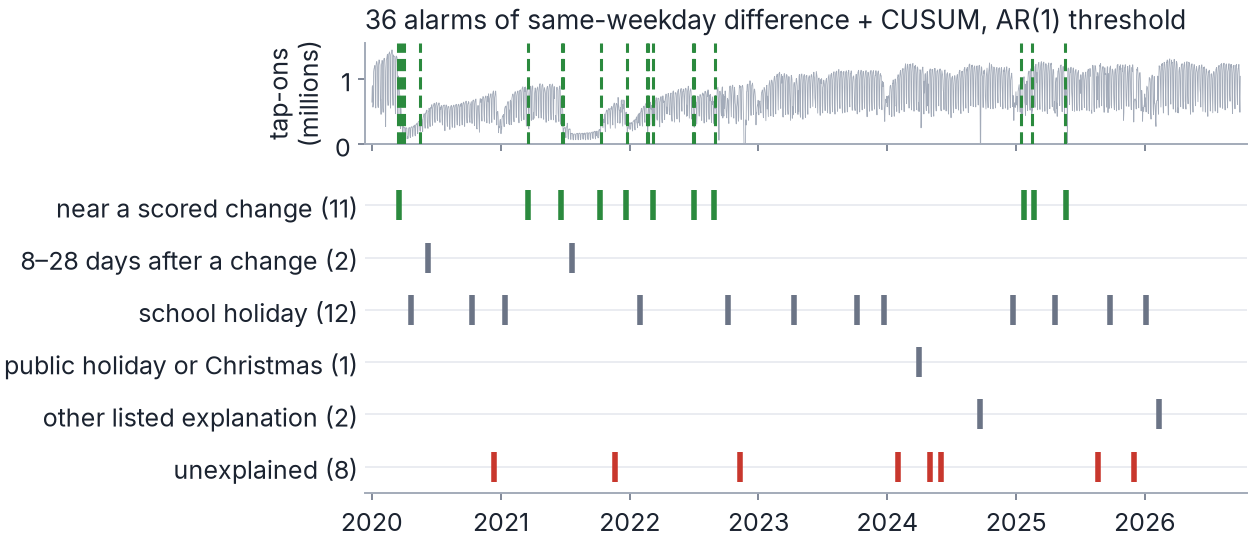 36 alarms of same-weekday difference + CUSUM, AR(1) threshold
tap-ons
(millions)
1
0
near a scored change (11)
8–28 days after a change (2)
school holiday (12)
public holiday or Christmas (1)
other listed explanation (2)
unexplained (8)
2020 2021 2022 2023 2024 2025 2026